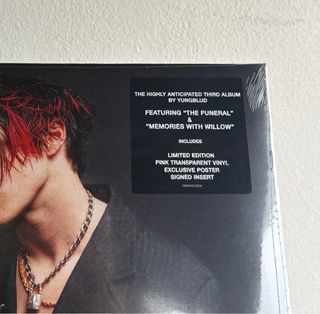 THE HIGHLY ANTICIPATED THIRD ALBUM
BY YUNGBLUD
FEATURING "THE FUNERAL"
&
"MEMORIES WITH WILLOW"
INCLUDES
LIMITED EDITION
PINK TRANSPARENT VINYL
EXCLUSIVE POSTER
SIGNED INSERT